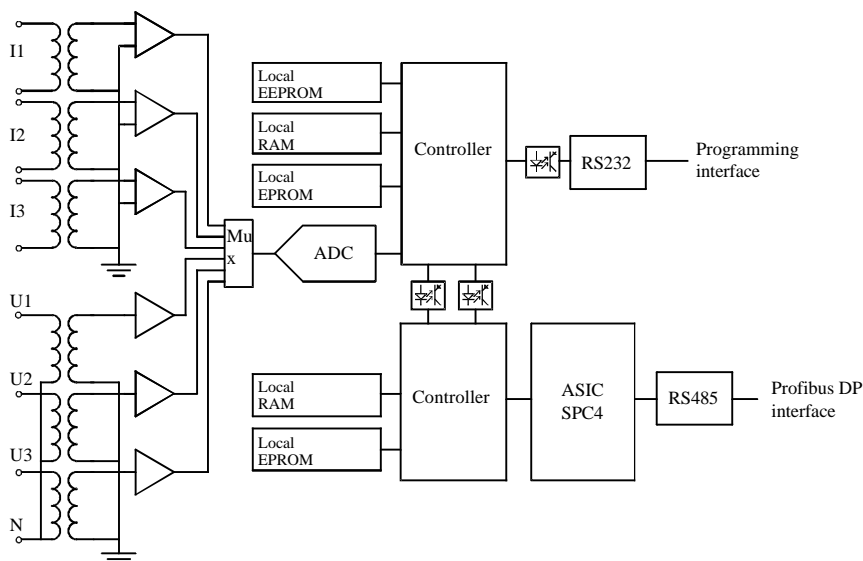 I1
I2
I3
U1
U2
U3
N
Mu
x
ADC
Local
EEPROM
Local
RAM
Local
EPROM
Controller
RS232
Programming
interface
Local
RAM
Local
EPROM
Controller
ASIC
SPC4
RS485
Profibus DP
interface